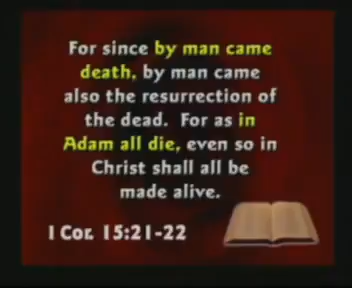 For since by man came
death, by man came
also the resurrection of
the dead. For as in
Adam all die, even so in
Christ shall all be
made alive.
1 Cor. 15:21-22